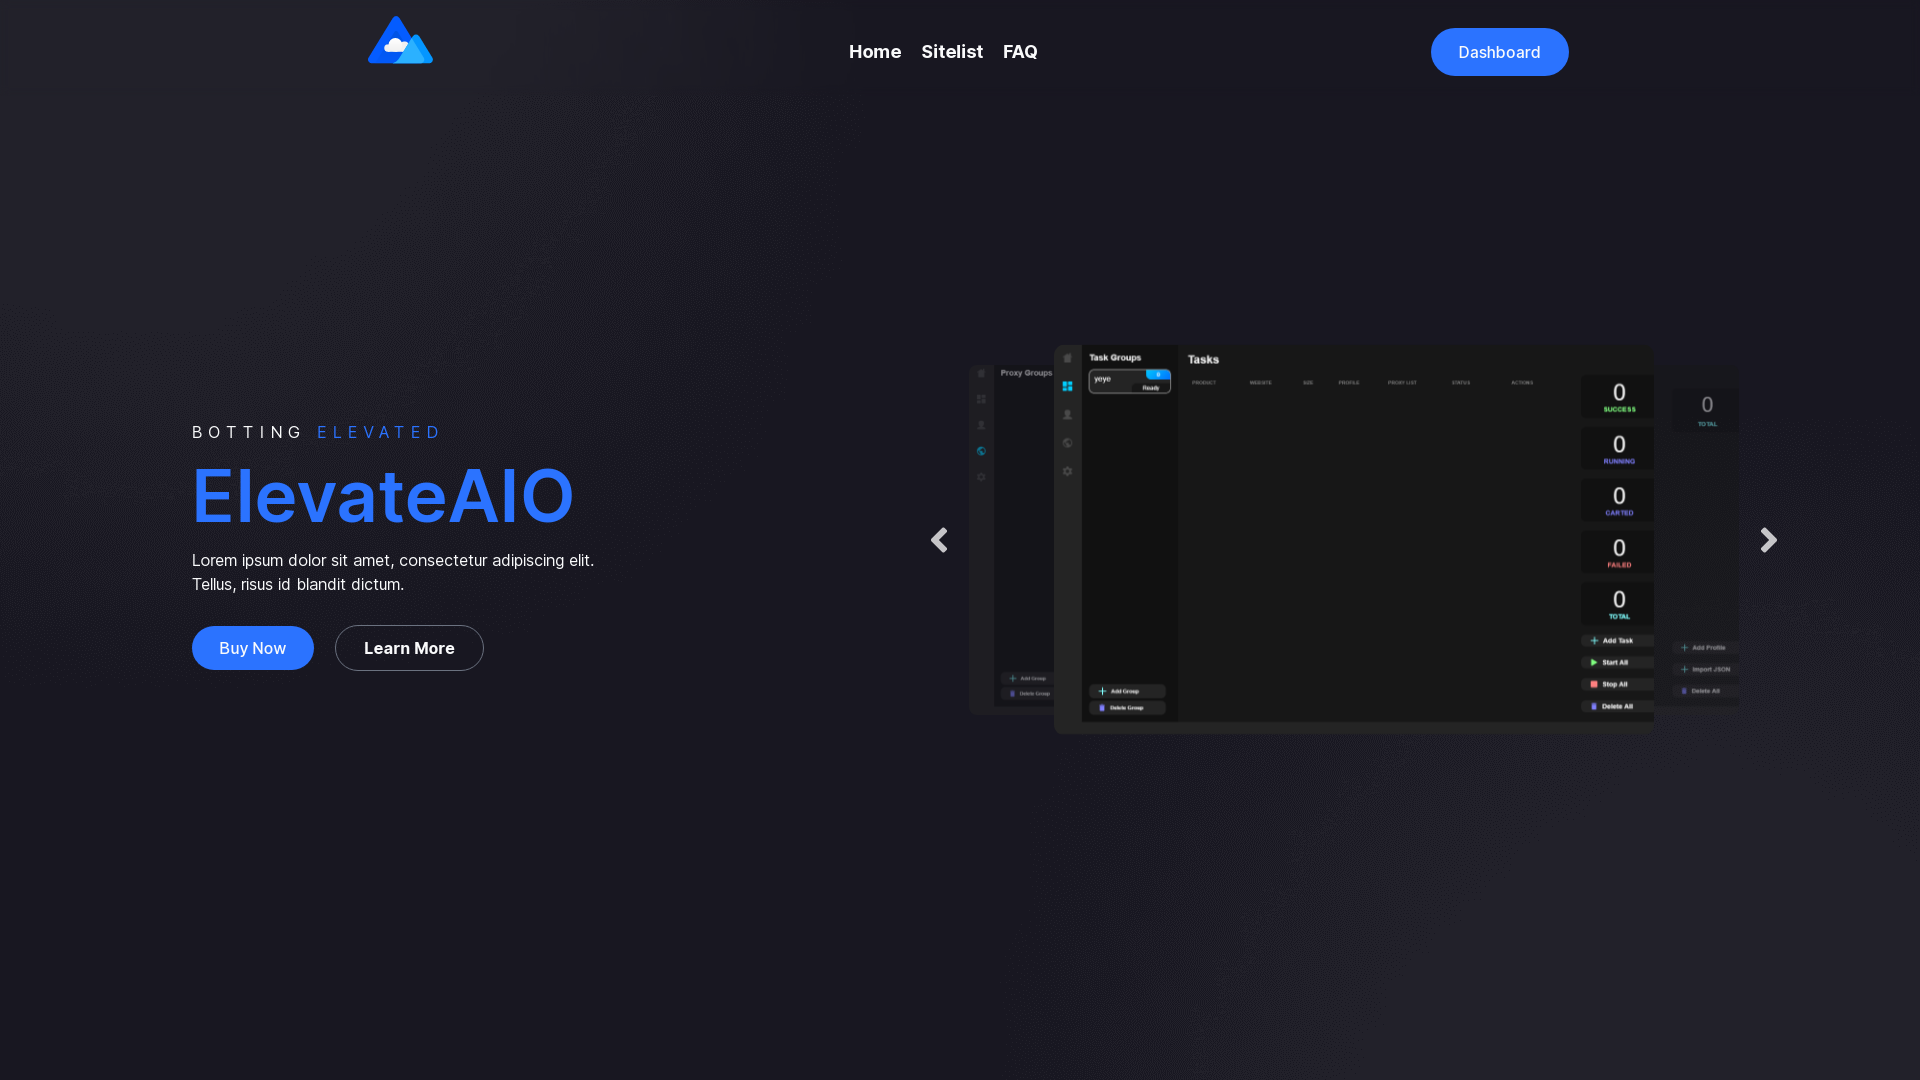 Home Sitelist FAQ Dashboard
BOTTING ELEVATED
ElevateAIO
Lorem ipsum dolor sit amet, consectetur adipiscing elit.
Tellus, risus id blandit dictum.
Buy Now Learn More
Proxy Groups
Add Group
Delete Group
Task Groups
yeye
0
Ready
Add Group
Delete Group
Tasks
PRODUCT WEBSITE SIZE PROFILE PROXY LIST STATUS ACTIONS
0
SUCCESS
0
RUNNING
0
CARTED
0
FAILED
0
TOTAL
Add Task
Start All
Stop All
Delete All
0
TOTAL
Add Profile
Import JSON
Delete All